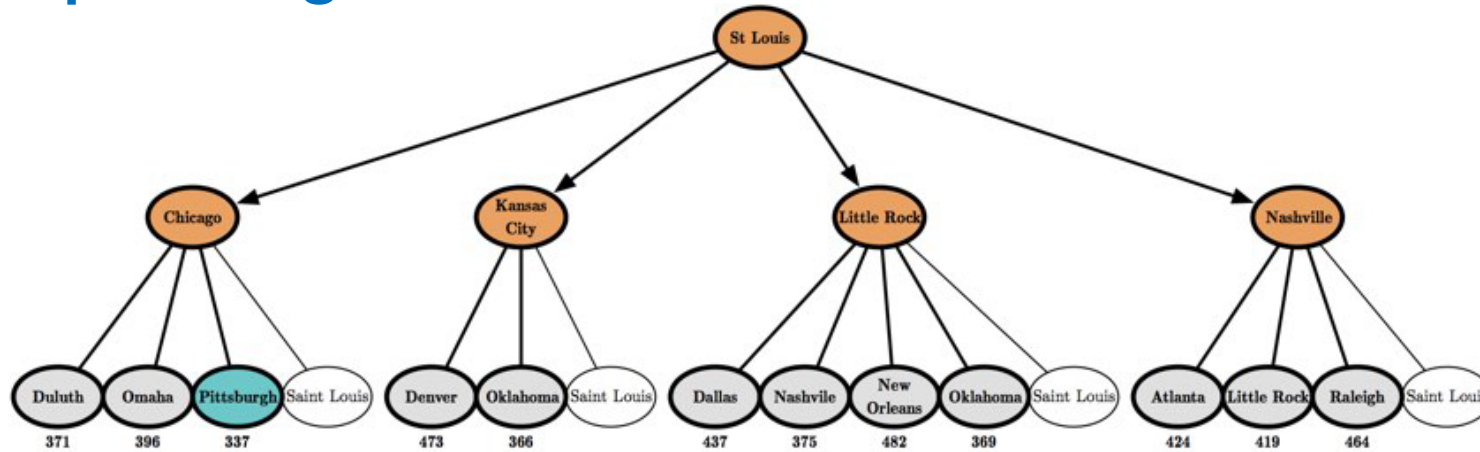 St Louis
Chicago
Kansas
City
Little Rock
Nashville
Duluth
Omaha
Pittsburgh
Saint Louis
Denver
Oklahoma
Saint Louis
Dallas
Nashvile
New
Orleans
Oklahoma
Saint Louis
Atlanta
Little Rock
Raleigh
Saint Louis
371
396
337
473
366
437
375
482
369
424
419
464